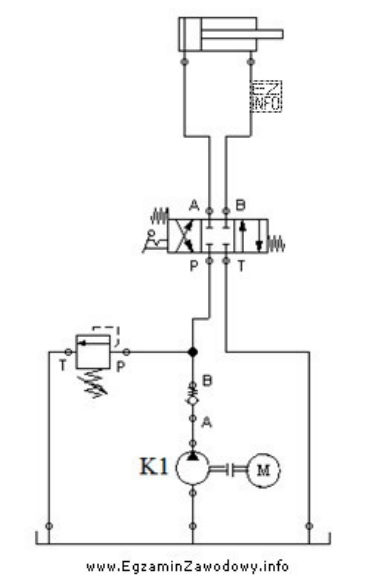 EZ
INFO
A B
P T
T P
B
A
K1 M
www.EgzaminZawodowy.info